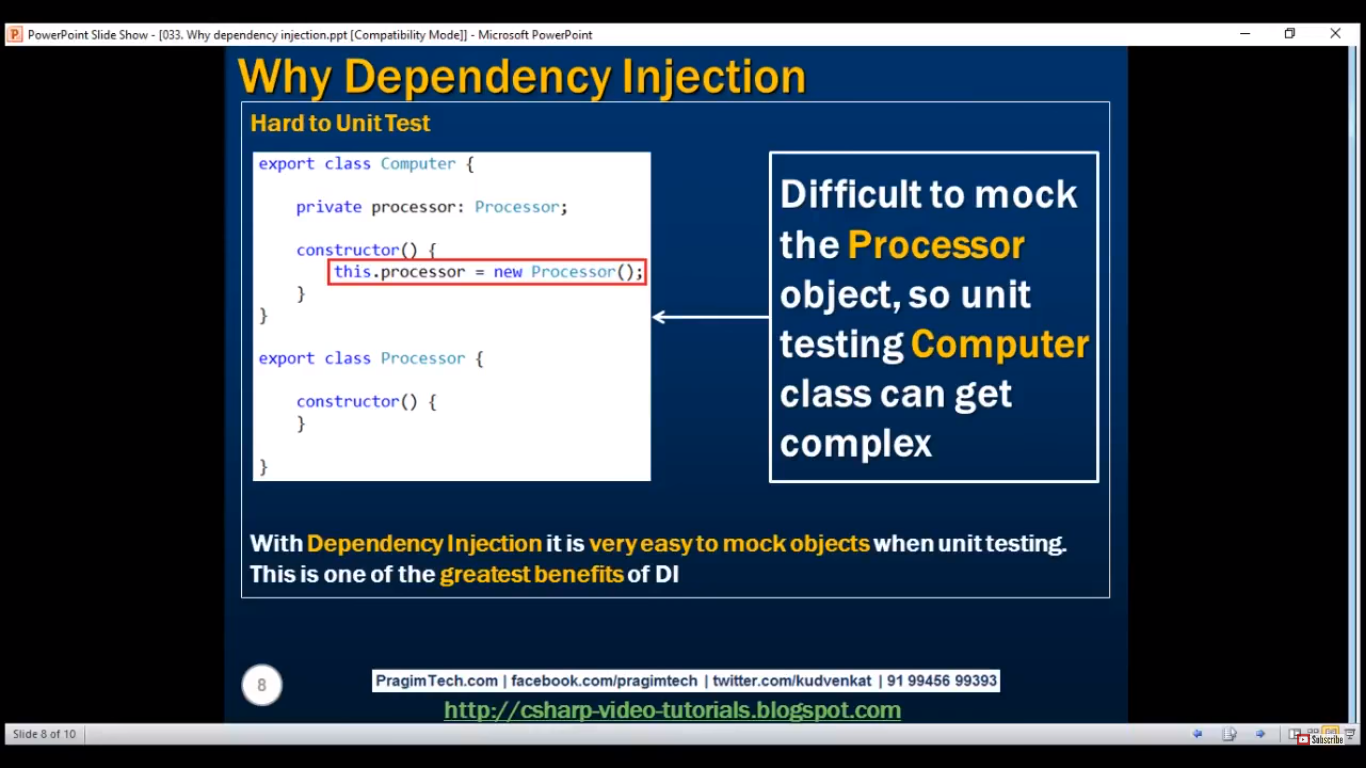 PowerPoint Slide Show - [033. Why dependency injection.ppt [Compatibility Mode]] - Microsoft PowerPoint
Why Dependency Injection
Hard to Unit Test
export class Computer {
private processor: Processor;
constructor() {
this.processor = new Processor();
}
}
export class Processor {
constructor() {
}
}
Difficult to mock
the Processor
object, so unit
testing Computer
class can get
complex
With Dependency Injection it is very easy to mock objects when unit testing.
This is one of the greatest benefits of DI
8
PragimTech.com | facebook.com/pragimtech | twitter.com/kudvenkat | 91 99456 99393
http://csharp-video-tutorials.blogspot.com
Slide 8 of 10
Subscribe